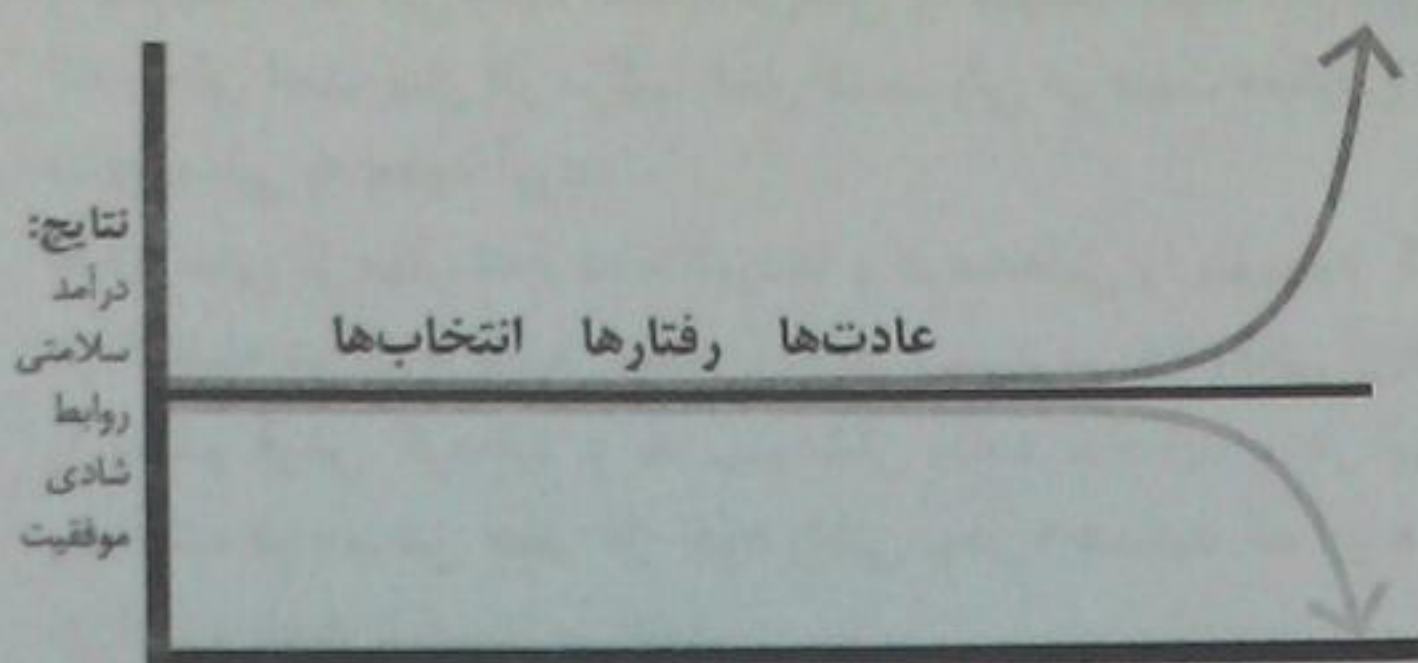 نتایج:
درآمد
سلامتی
روابط
شادی
موفقیت
انتخاب‌ها رفتارها عادت‌ها